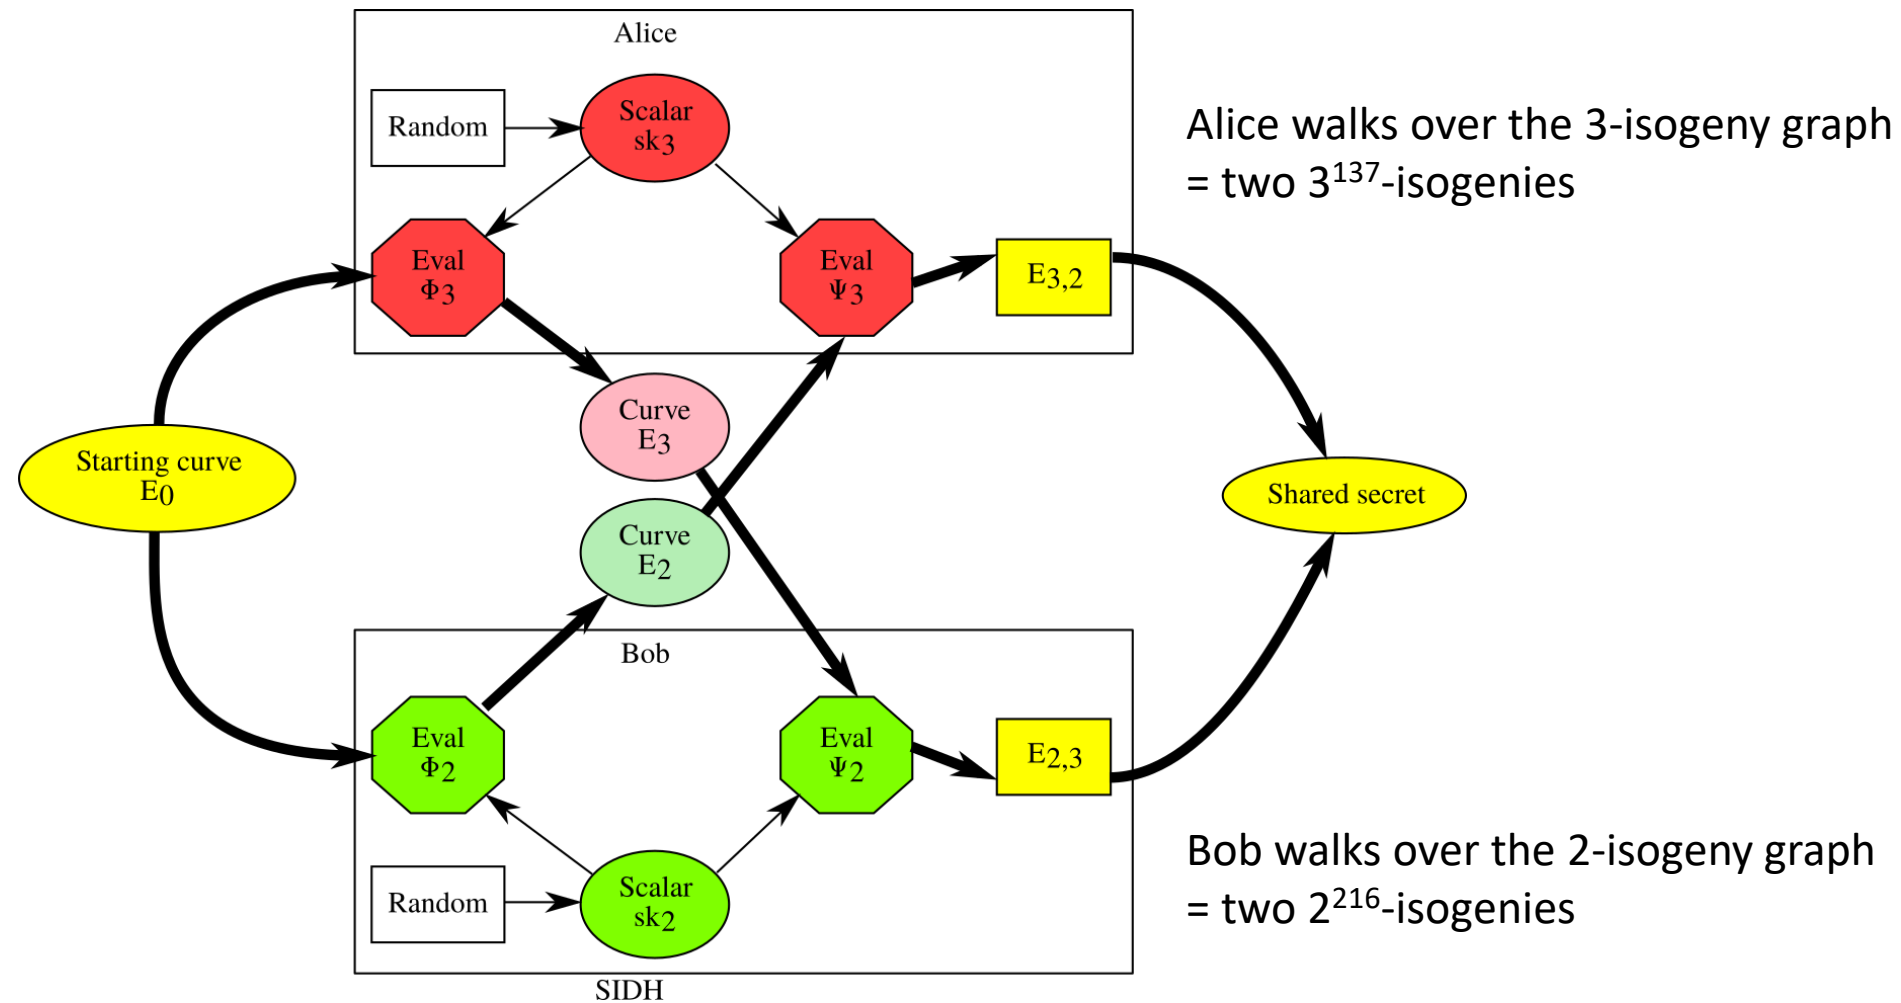 Alice
Random
Scalar
sk3
Eval
Φ3
Eval
Ψ3
E3,2
Alice walks over the 3-isogeny graph
= two 3¹³⁷-isogenies
Curve
E3
Starting curve
E0
Curve
E2
Shared secret
Bob
Eval
Φ2
Eval
Ψ2
E2,3
Random
Scalar
sk2
Bob walks over the 2-isogeny graph
= two 2²¹⁶-isogenies
SIDH